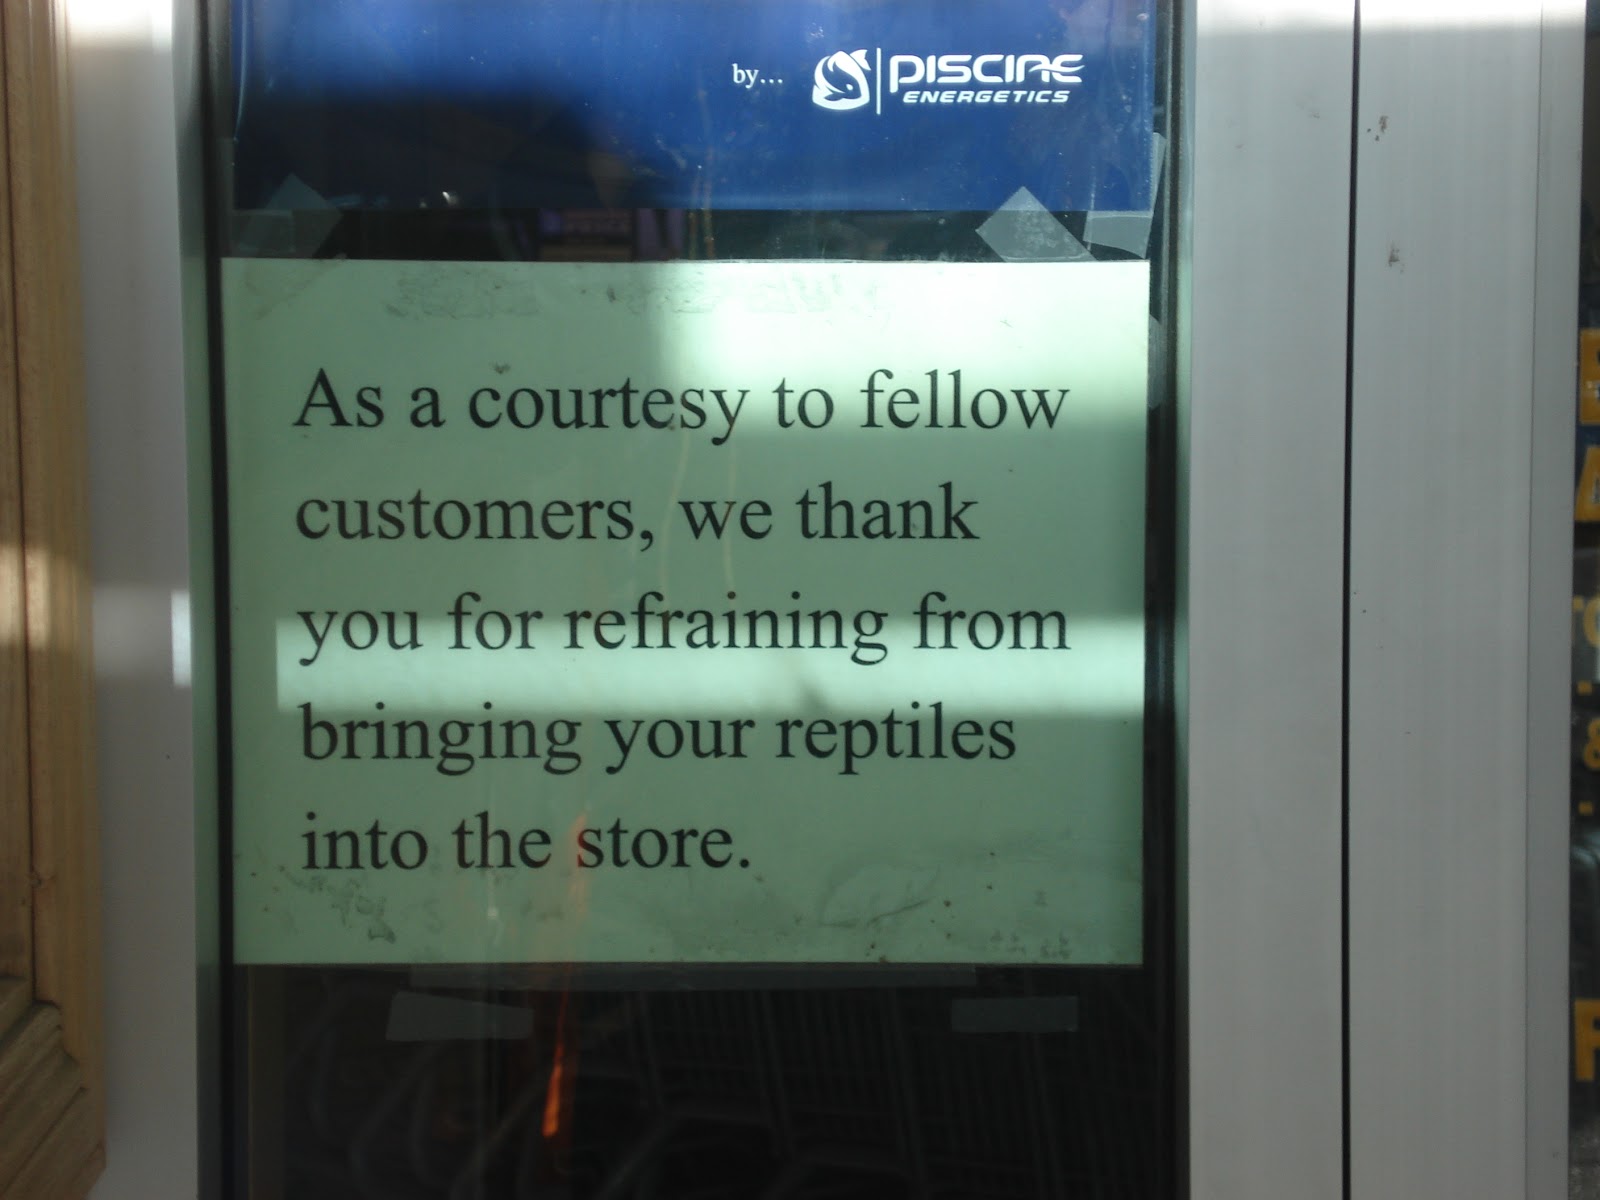 by...
PISCINE
ENERGETICS
As a courtesy to fellow
customers, we thank
you for refraining from
bringing your reptiles
into the store.